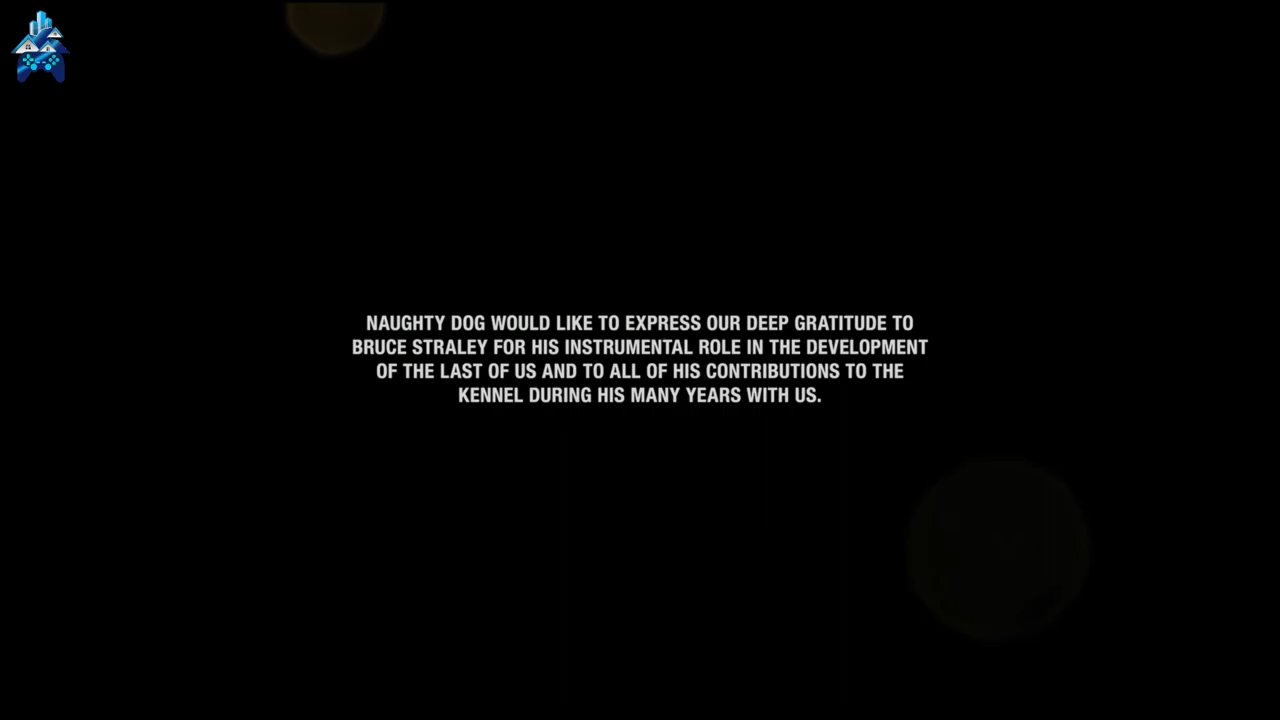 NAUGHTY DOG WOULD LIKE TO EXPRESS OUR DEEP GRATITUDE TO
BRUCE STRALEY FOR HIS INSTRUMENTAL ROLE IN THE DEVELOPMENT
OF THE LAST OF US AND TO ALL OF HIS CONTRIBUTIONS TO THE
KENNEL DURING HIS MANY YEARS WITH US.